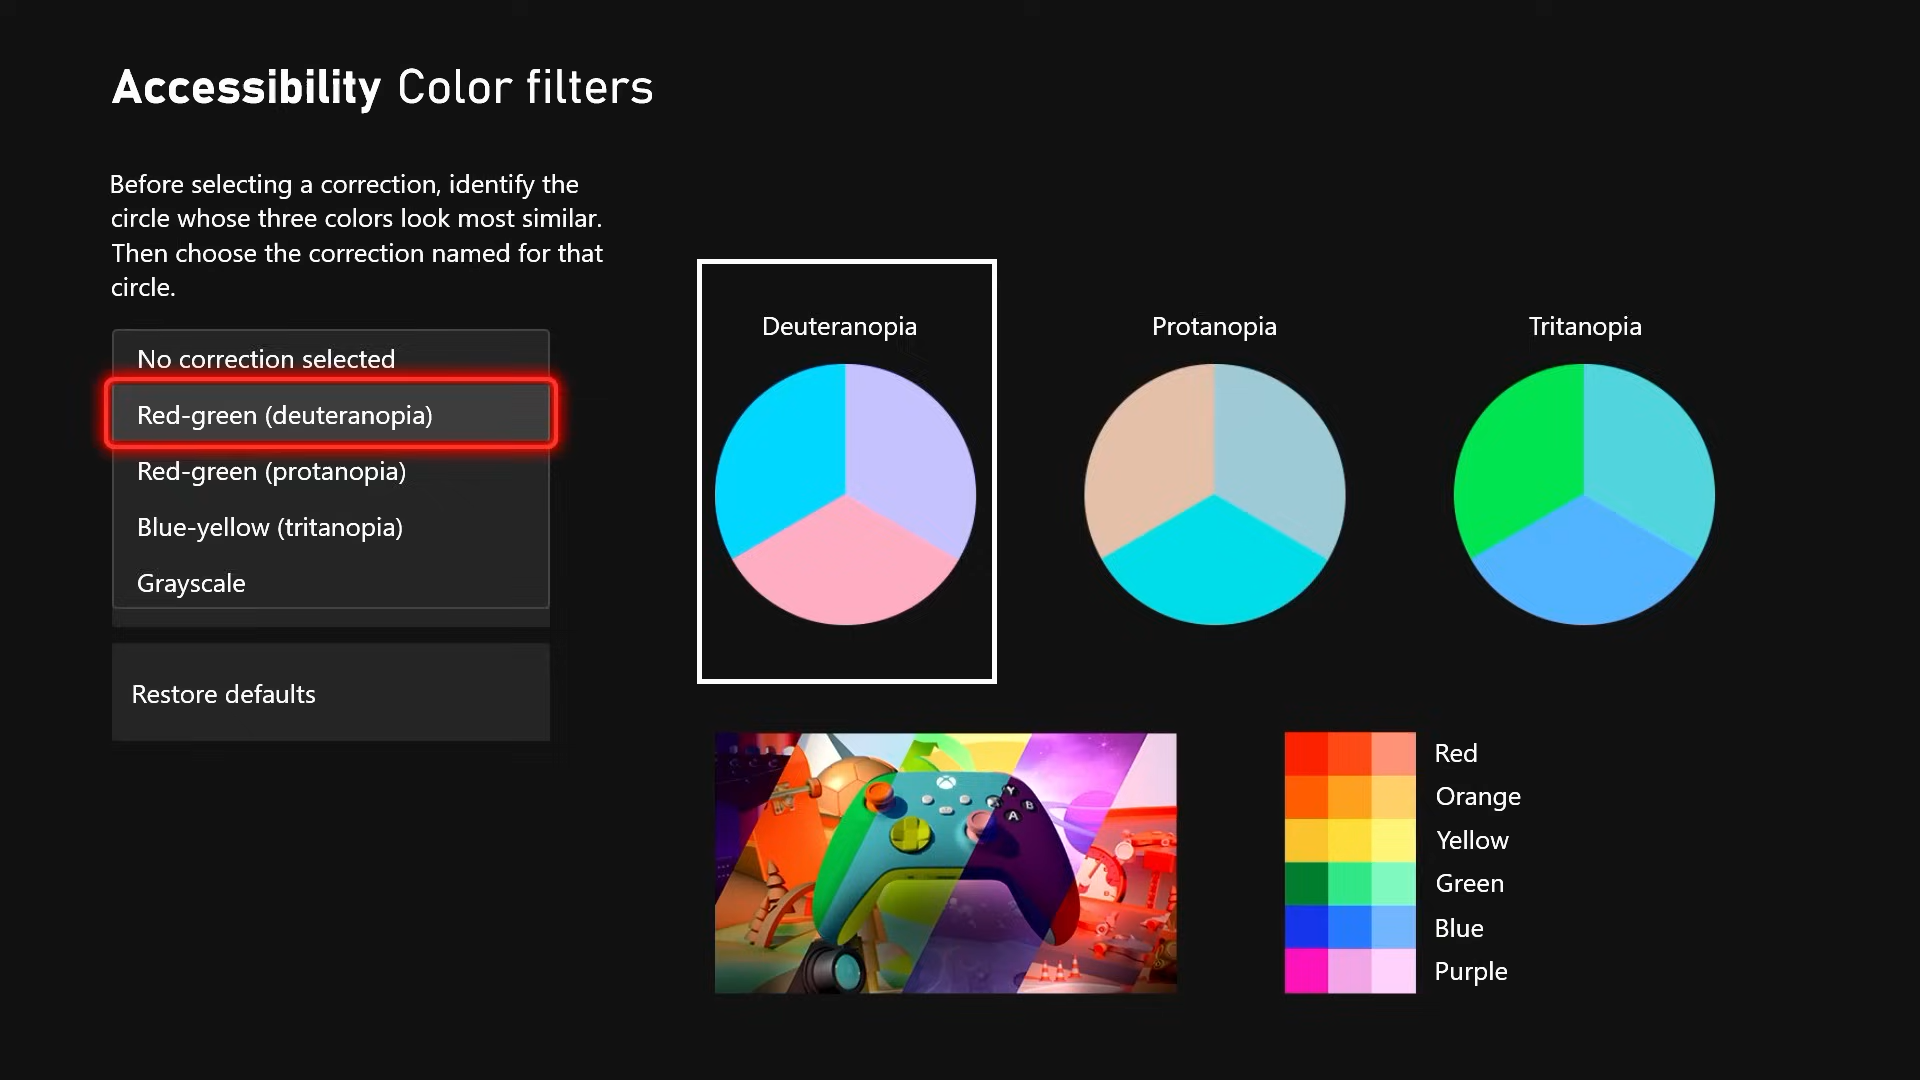 Accessibility Color filters
Before selecting a correction, identify the
circle whose three colors look most similar.
Then choose the correction named for that
circle.
No correction selected
Red-green (deuteranopia)
Red-green (protanopia)
Blue-yellow (tritanopia)
Grayscale
Restore defaults
Deuteranopia
Protanopia
Tritanopia
Y
B
A
Red
Orange
Yellow
Green
Blue
Purple